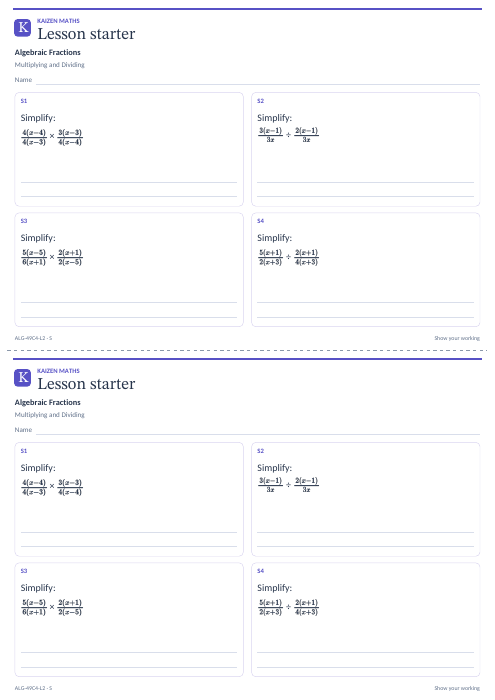 K
KAIZEN MATHS
Lesson starter
Algebraic Fractions
Multiplying and Dividing
Name
S1
Simplify:
4(x−4)/4(x−3) × 3(x−3)/4(x−4)
S2
Simplify:
3(x−1)/3x ÷ 2(x−1)/3x
S3
Simplify:
5(x−5)/6(x+1) × 2(x+1)/2(x−5)
S4
Simplify:
5(x+1)/2(x+3) ÷ 2(x+1)/4(x+3)
ALG-49C4-L2 · S
Show your working
K
KAIZEN MATHS
Lesson starter
Algebraic Fractions
Multiplying and Dividing
Name
S1
Simplify:
4(x−4)/4(x−3) × 3(x−3)/4(x−4)
S2
Simplify:
3(x−1)/3x ÷ 2(x−1)/3x
S3
Simplify:
5(x−5)/6(x+1) × 2(x+1)/2(x−5)
S4
Simplify:
5(x+1)/2(x+3) ÷ 2(x+1)/4(x+3)
ALG-49C4-L2 · S
Show your working